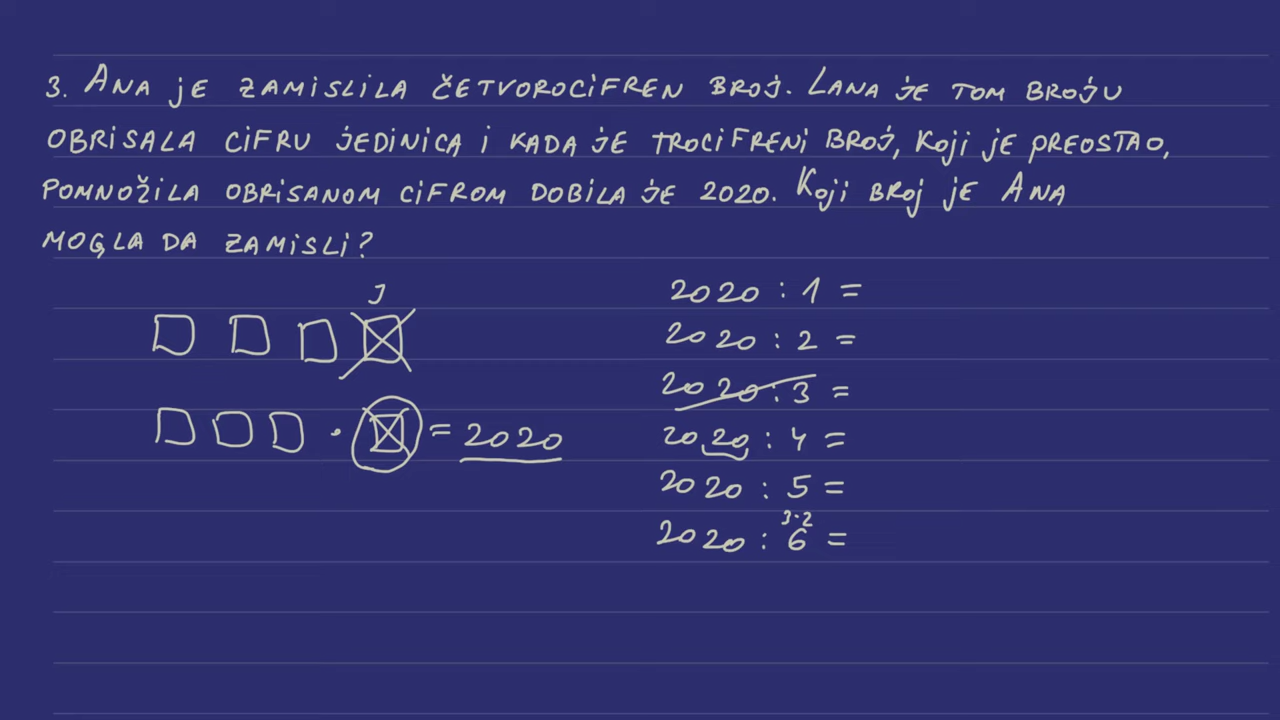 3. ANA JE ZAMISLILA ČETVOROCIFREN BROJ. LANA JE TOM BROJU
OBRISALA CIFRU JEDINICA I KADA JE TROCIFRENI BROJ, KOJI JE PREOSTAO,
POMNOŽILA OBRISANOM CIFROM DOBILA JE 2020. KOJI BROJ JE ANA
MOGLA DA ZAMISLI?
J
· = 2020
2020 : 1 =
2020 : 2 =
2020 : 3 =
2020 : 4 =
2020 : 5 =
3·2
2020 : 6 =